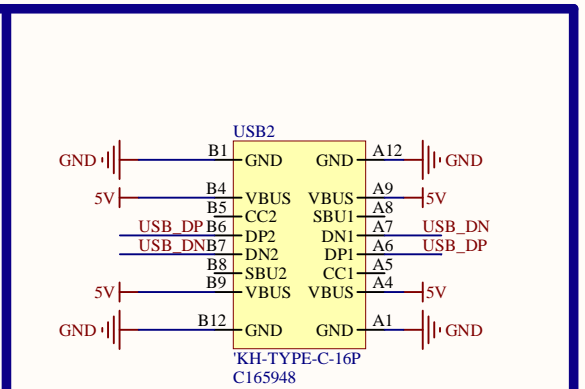 USB2
GND B1 GND GND A12 GND
5V B4 VBUS VBUS A9 5V
B5 CC2 SBU1 A8
USB_DP B6 DP2 DN1 A7 USB_DN
USB_DN B7 DN2 DP1 A6 USB_DP
B8 SBU2 CC1 A5
5V B9 VBUS VBUS A4 5V
GND B12 GND GND A1 GND
'KH-TYPE-C-16P
C165948